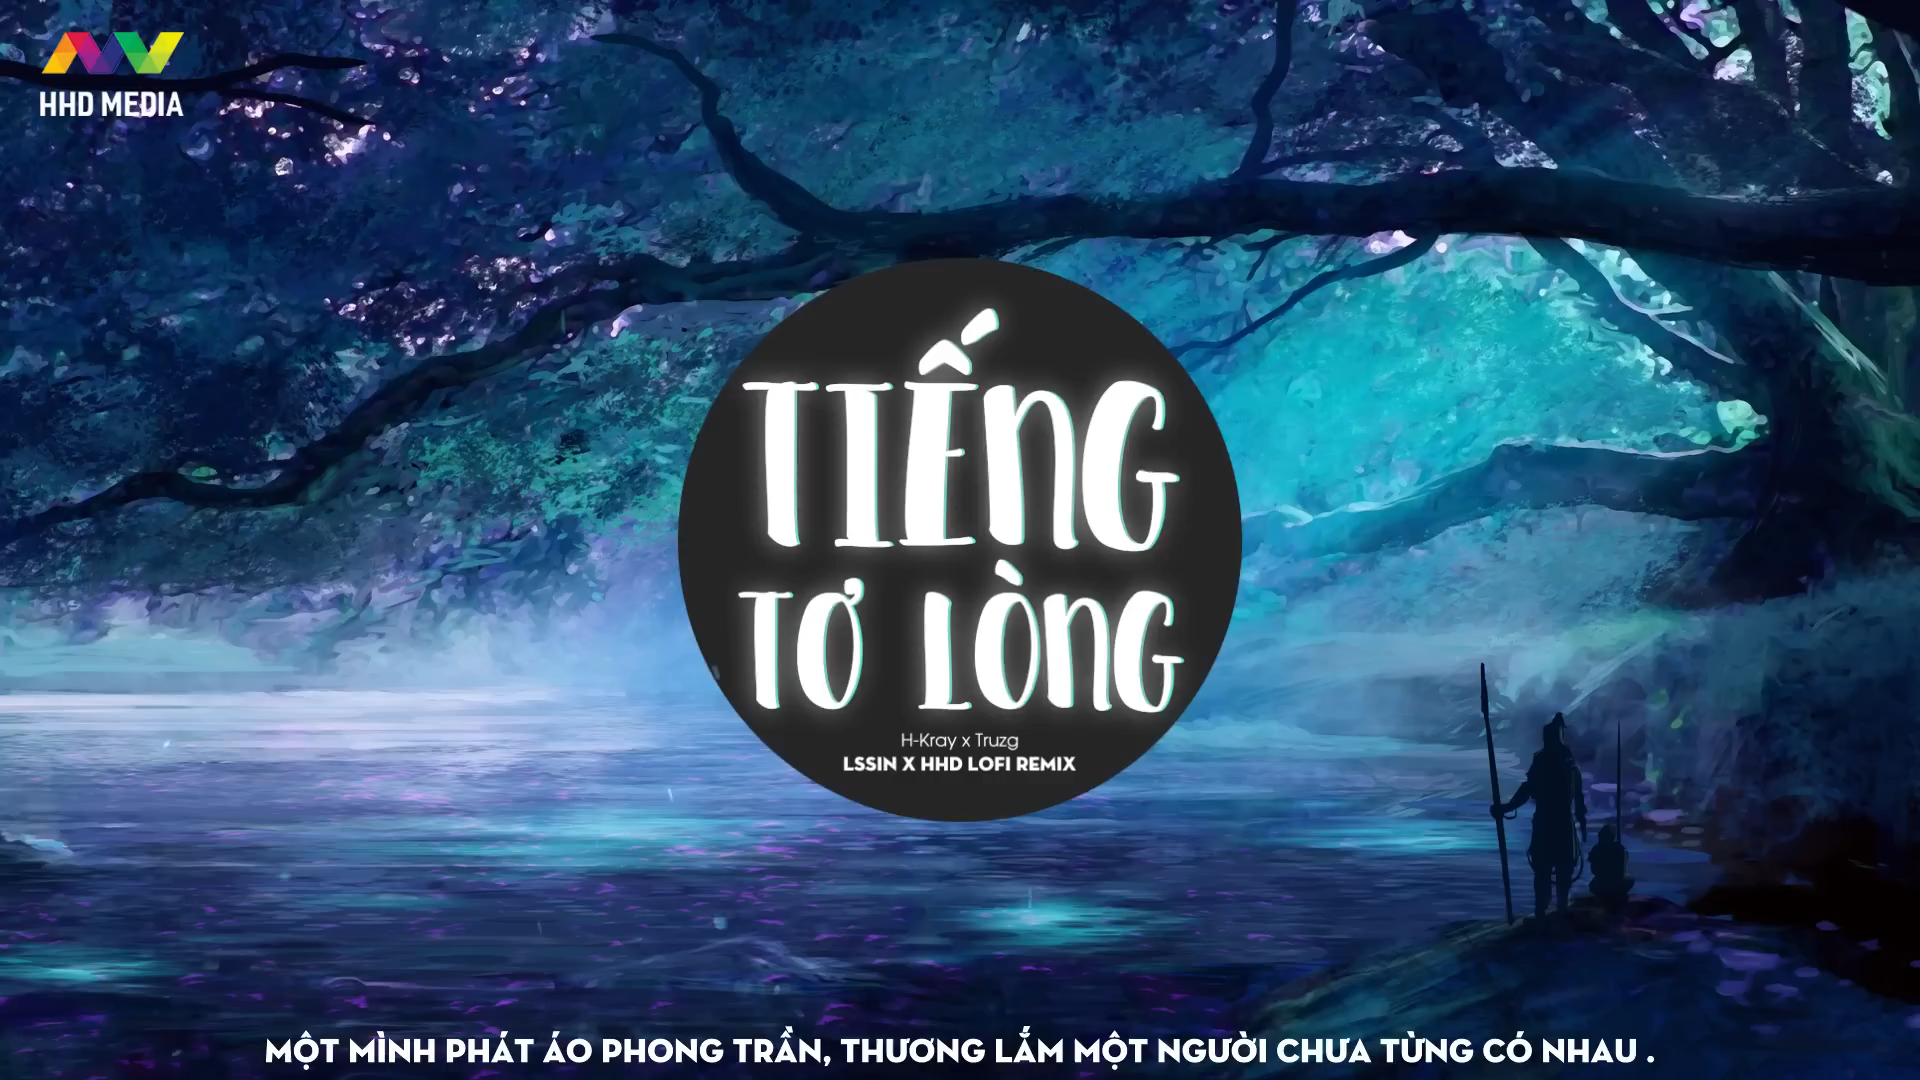 HHD MEDIA
TIẾNG
TƠ LÒNG
H-Kray x Truzg
LSSIN X HHD LOFI REMIX
MỘT MÌNH PHÁT ÁO PHONG TRẦN, THƯƠNG LẮM MỘT NGƯỜI CHƯA TỪNG CÓ NHAU .